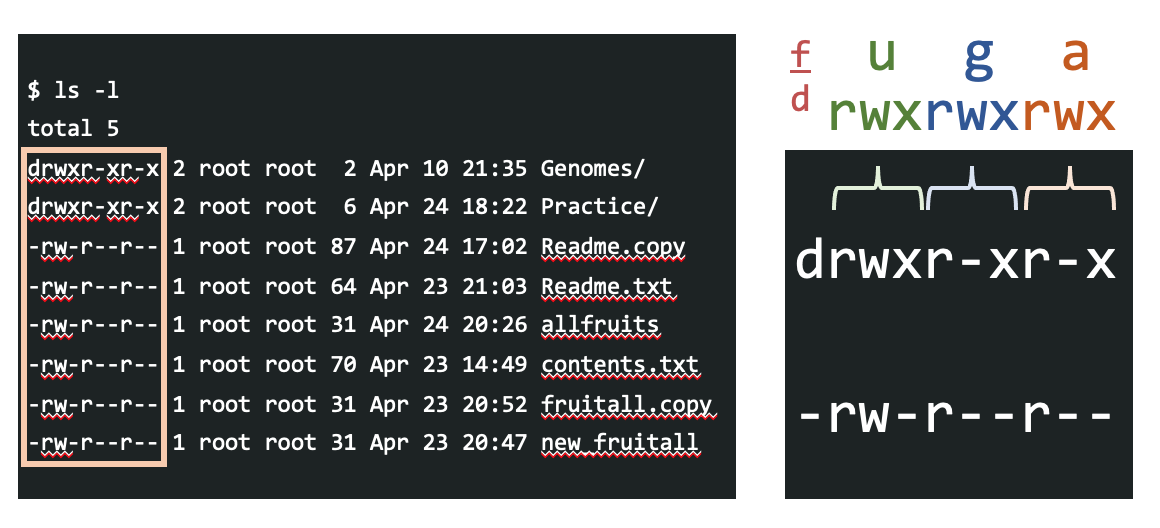 $ ls -l
total 5
drwxr-xr-x 2 root root  2 Apr 10 21:35 Genomes/
drwxr-xr-x 2 root root  6 Apr 24 18:22 Practice/
-rw-r--r-- 1 root root 87 Apr 24 17:02 Readme.copy
-rw-r--r-- 1 root root 64 Apr 23 21:03 Readme.txt
-rw-r--r-- 1 root root 31 Apr 24 20:26 allfruits
-rw-r--r-- 1 root root 70 Apr 23 14:49 contents.txt
-rw-r--r-- 1 root root 31 Apr 23 20:52 fruitall.copy
-rw-r--r-- 1 root root 31 Apr 23 20:47 new_fruitall
f u g a
d rwxrwxrwx
drwxr-xr-x
-rw-r--r--